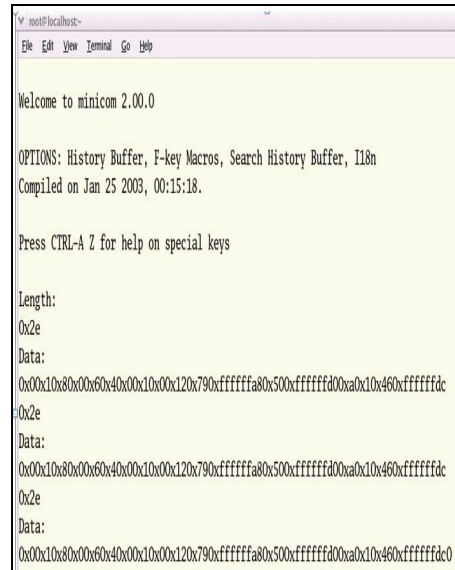 root@localhost:~
File Edit View Terminal Go Help
Welcome to minicom 2.00.0
OPTIONS: History Buffer, F-key Macros, Search History Buffer, I18n
Compiled on Jan 25 2003, 00:15:18.
Press CTRL-A Z for help on special keys
Length:
0x2e
Data:
0x00x10x80x00x60x40x00x10x00x120x790xffffffa80x500xffffffd00xa0x10x460xffffffdc
0x2e
Data:
0x00x10x80x00x60x40x00x10x00x120x790xffffffa80x500xffffffd00xa0x10x460xffffffdc
0x2e
Data:
0x00x10x80x00x60x40x00x10x00x120x790xffffffa80x500xffffffd00xa0x10x460xffffffdc0